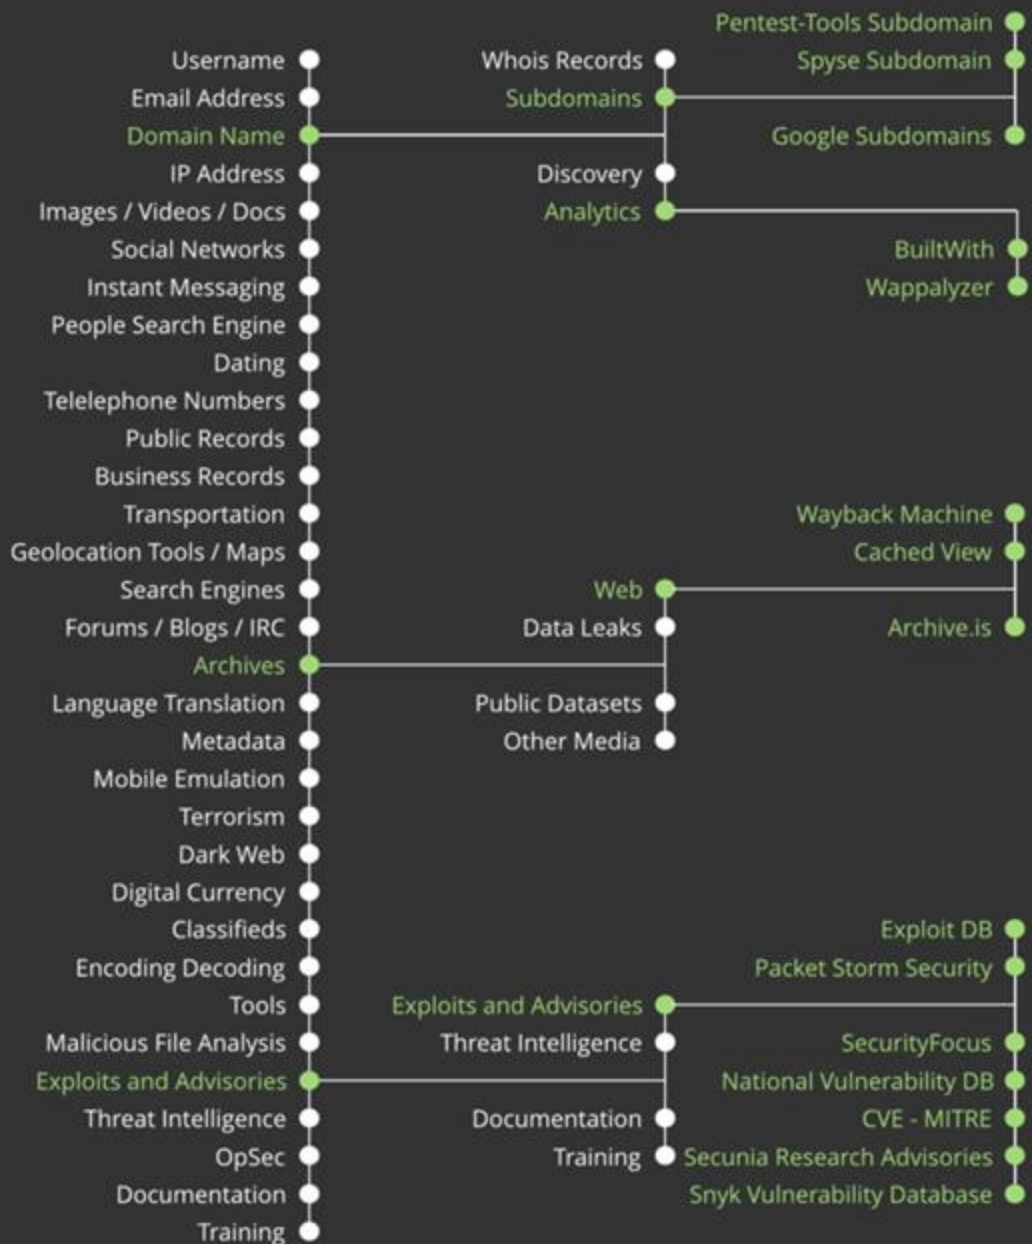 Pentest-Tools Subdomain
Username
Whois Records
Spyse Subdomain
Email Address
Subdomains
Domain Name
Google Subdomains
IP Address
Discovery
Images / Videos / Docs
Analytics
Social Networks
BuiltWith
Instant Messaging
Wappalyzer
People Search Engine
Dating
Telelephone Numbers
Public Records
Business Records
Transportation
Wayback Machine
Geolocation Tools / Maps
Cached View
Search Engines
Web
Forums / Blogs / IRC
Data Leaks
Archive.is
Archives
Language Translation
Public Datasets
Metadata
Other Media
Mobile Emulation
Terrorism
Dark Web
Digital Currency
Classifieds
Exploit DB
Encoding Decoding
Packet Storm Security
Tools
Exploits and Advisories
Malicious File Analysis
Threat Intelligence
SecurityFocus
Exploits and Advisories
National Vulnerability DB
Threat Intelligence
Documentation
CVE - MITRE
OpSec
Training
Secunia Research Advisories
Documentation
Snyk Vulnerability Database
Training